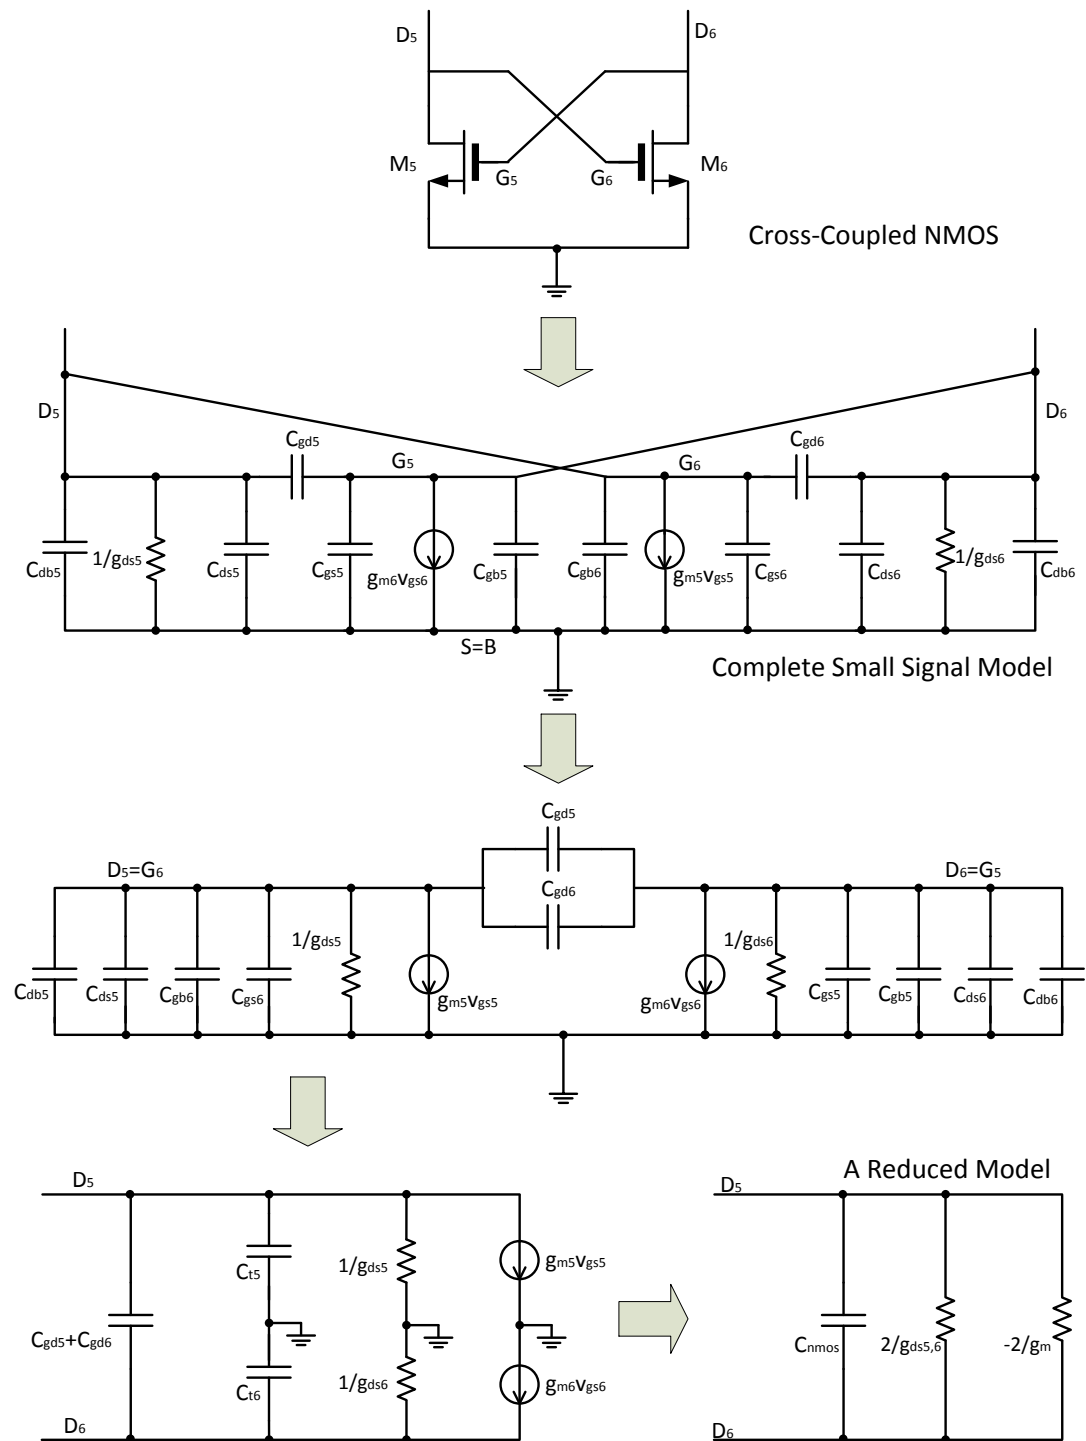 D5
D6
M5
G5
G6
M6
Cross-Coupled NMOS
D5
D6
Cgd5
Cgd6
G5
G6
Cdb5
1/gds5
Cds5
Cgs5
gm6vgs6
Cgb5
Cgb6
gm5vgs5
Cgs6
Cds6
1/gds6
Cdb6
S=B
Complete Small Signal Model
Cgd5
D5=G6
Cgd6
D6=G5
1/gds5
1/gds6
Cdb5
Cds5
Cgb6
Cgs6
gm5vgs5
gm6vgs6
Cgs5
Cgb5
Cds6
Cdb6
A Reduced Model
D5
D5
Ct5
1/gds5
gm5vgs5
Cgd5+Cgd6
Cnmos
2/gds5,6
-2/gm
Ct6
1/gds6
gm6vgs6
D6
D6